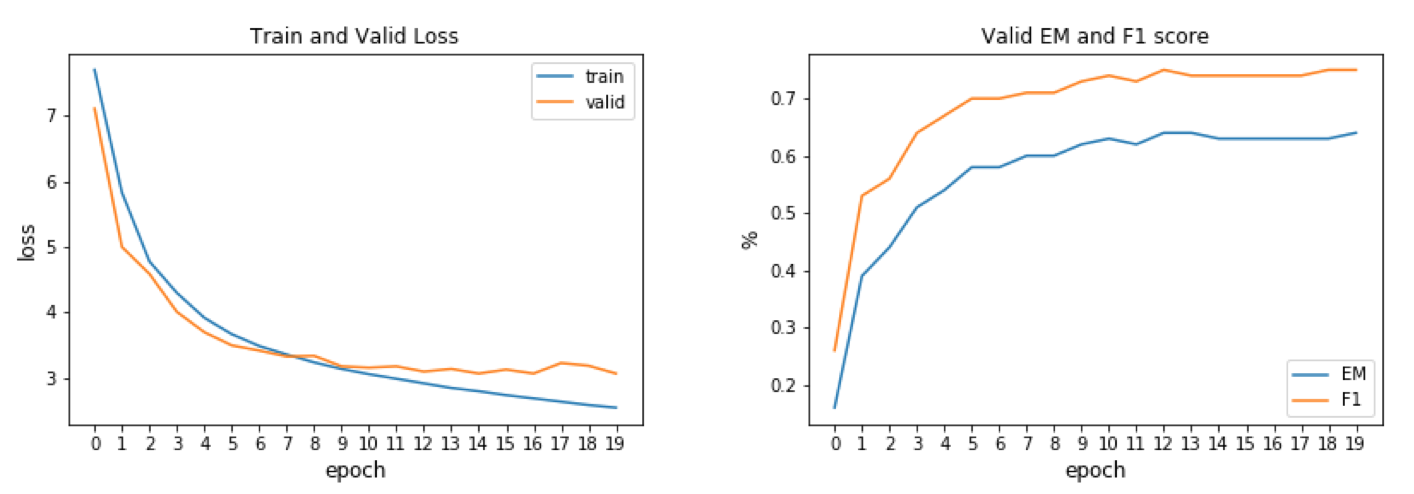 Train and Valid Loss
train
valid
7
6
5
4
3
loss
0 1 2 3 4 5 6 7 8 9 10 11 12 13 14 15 16 17 18 19
epoch
Valid EM and F1 score
0.7
0.6
0.5
0.4
0.3
0.2
%
EM
F1
0 1 2 3 4 5 6 7 8 9 10 11 12 13 14 15 16 17 18 19
epoch